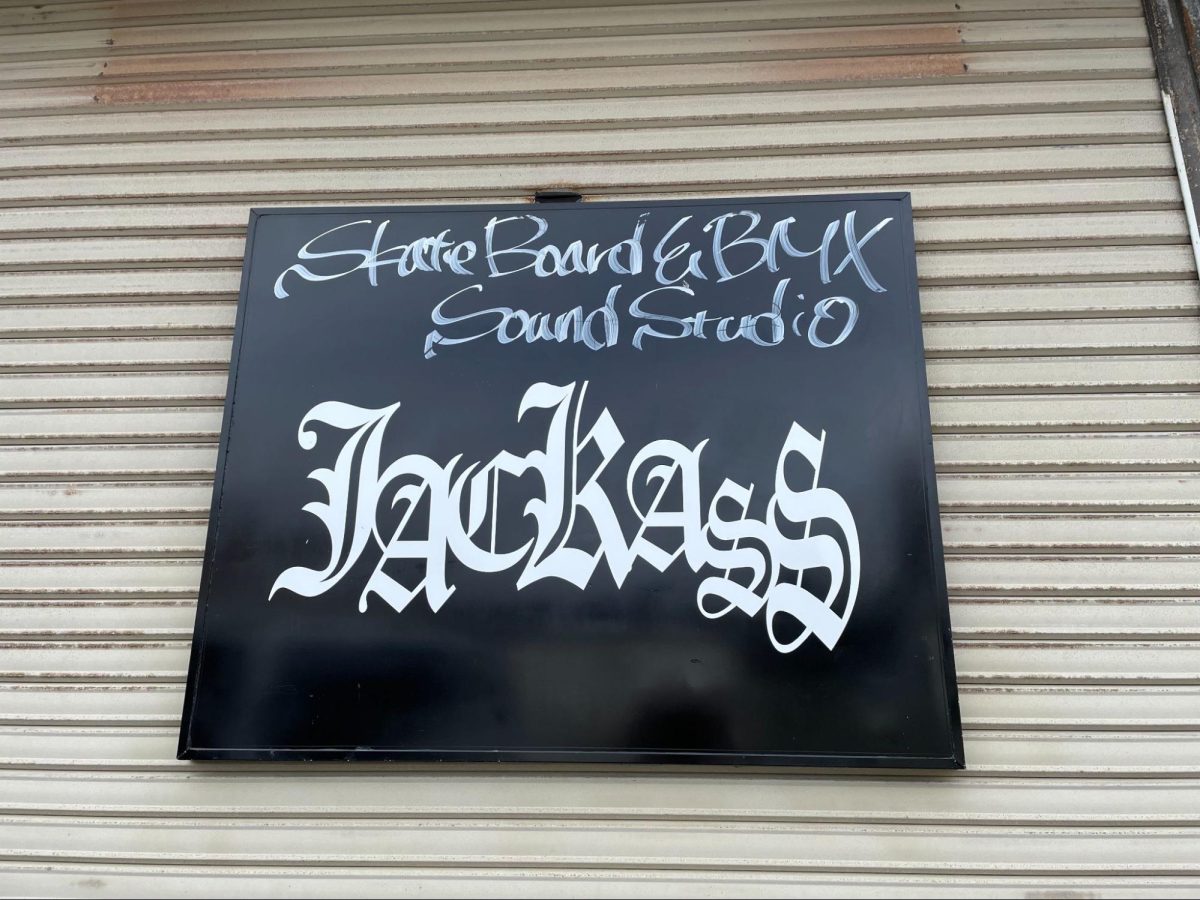 Skate Board & BMX
Sound Studio
JACKASS